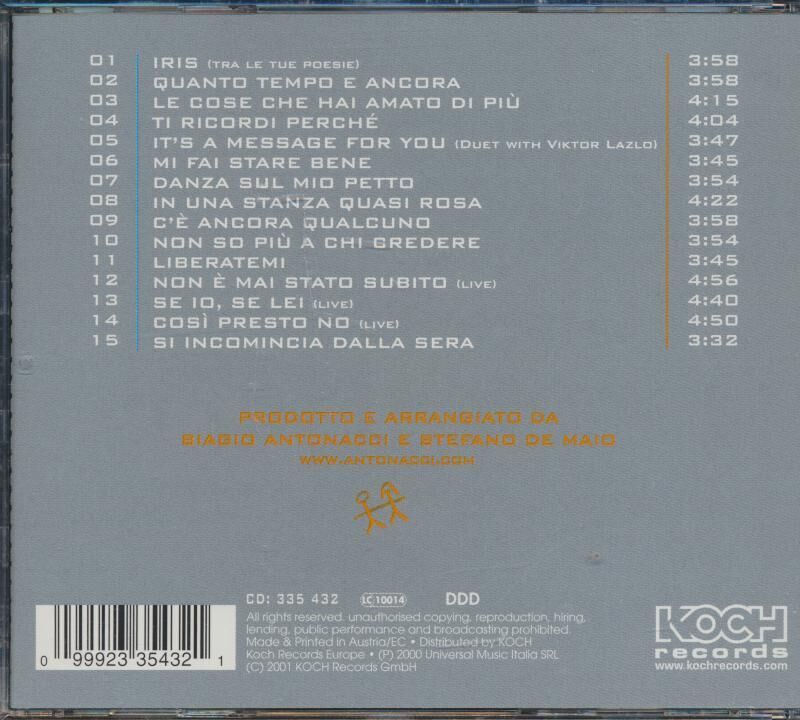 01 IRIS (TRA LE TUE POESIE) 3:58
02 QUANTO TEMPO E ANCORA 3:58
03 LE COSE CHE HAI AMATO DI PIÙ 4:15
04 TI RICORDI PERCHÉ 4:04
05 IT'S A MESSAGE FOR YOU (DUET WITH VIKTOR LAZLO) 3:47
06 MI FAI STARE BENE 3:45
07 DANZA SUL MIO PETTO 3:54
08 IN UNA STANZA QUASI ROSA 4:22
09 C'È ANCORA QUALCUNO 3:58
10 NON SO PIÙ A CHI CREDERE 3:54
11 LIBERATEMI 3:45
12 NON È MAI STATO SUBITO (LIVE) 4:56
13 SE IO, SE LEI (LIVE) 4:40
14 COSÌ PRESTO NO (LIVE) 4:50
15 SI INCOMINCIA DALLA SERA 3:32
PRODOTTO E ARRANGIATO DA
BIAGIO ANTONACCI E STEFANO DE MAIO
WWW.ANTONACCI.COM
CD: 335 432 LC 10014 DDD
All rights reserved. unauthorised copying, reproduction, hiring,
lending, public performance and broadcasting prohibited.
Made & Printed in Austria/EC • Distributed by KOCH
Koch Records Europe • (P) 2000 Universal Music Italia SRL
(C) 2001 KOCH Records GmbH
0 99923 35432 1
KOCH
records
www.kochrecords.com